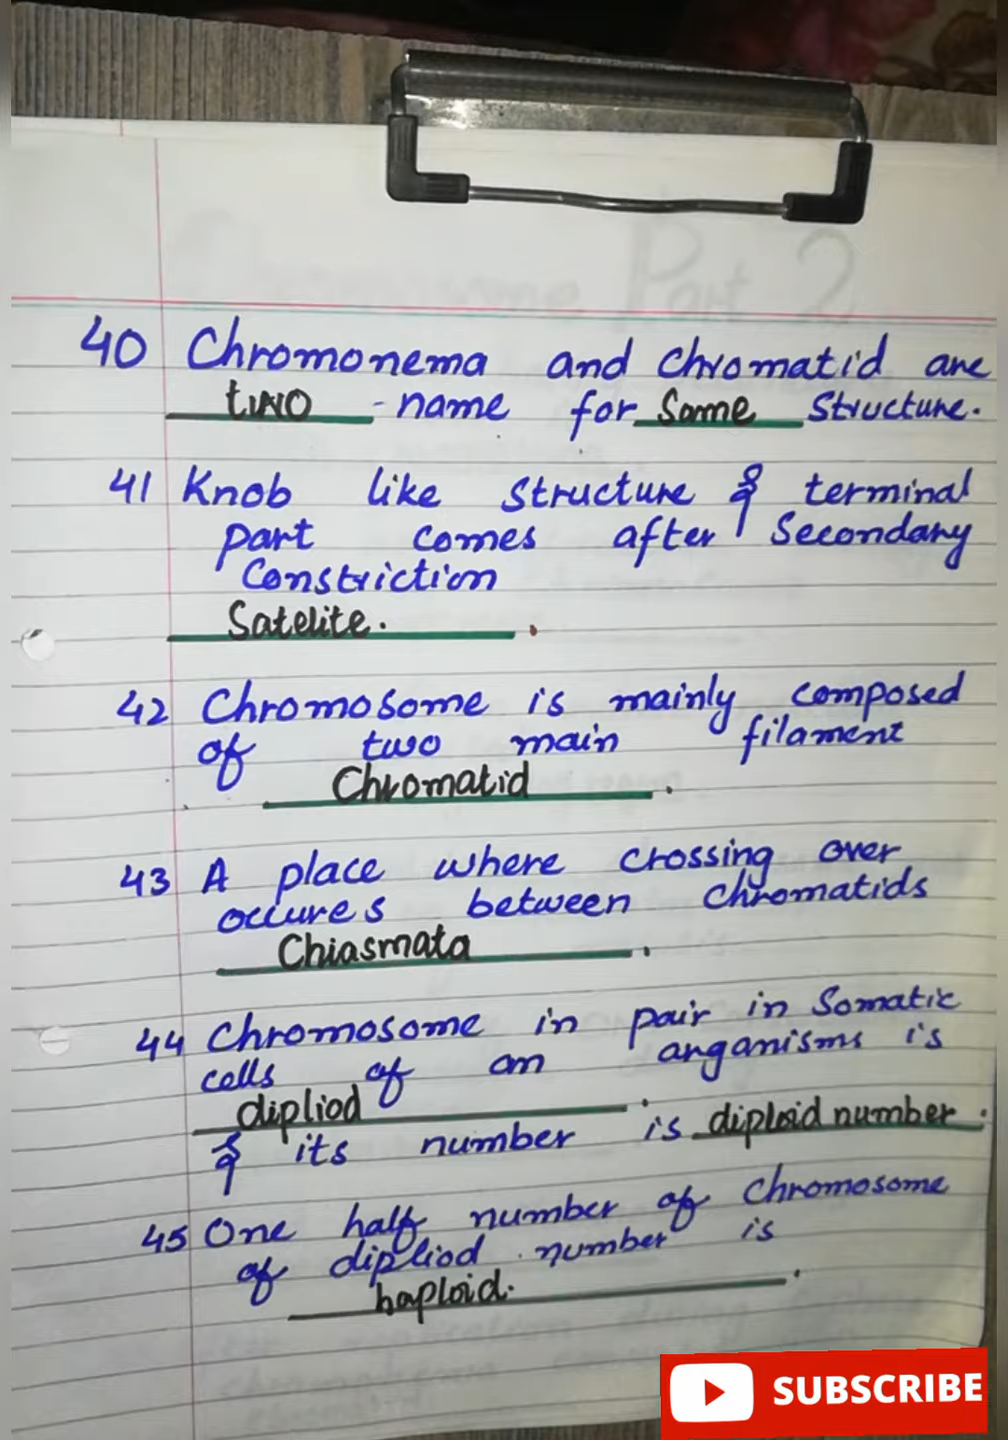 40 Chromonema and Chromatid are
two - name for Same Structure.
41 Knob like structure & terminal
part comes after Secondary
Constriction
Satelite.
42 Chromosome is mainly composed
of two main filament
Chromatid.
43 A place where crossing over
occures between chromatids
Chiasmata.
44 Chromosome in pair in Somatic
cells of an organisms is
dipliod.
& its number is diploid number.
45 One half number of Chromosome
of dipliod number is
haploid.
SUBSCRIBE